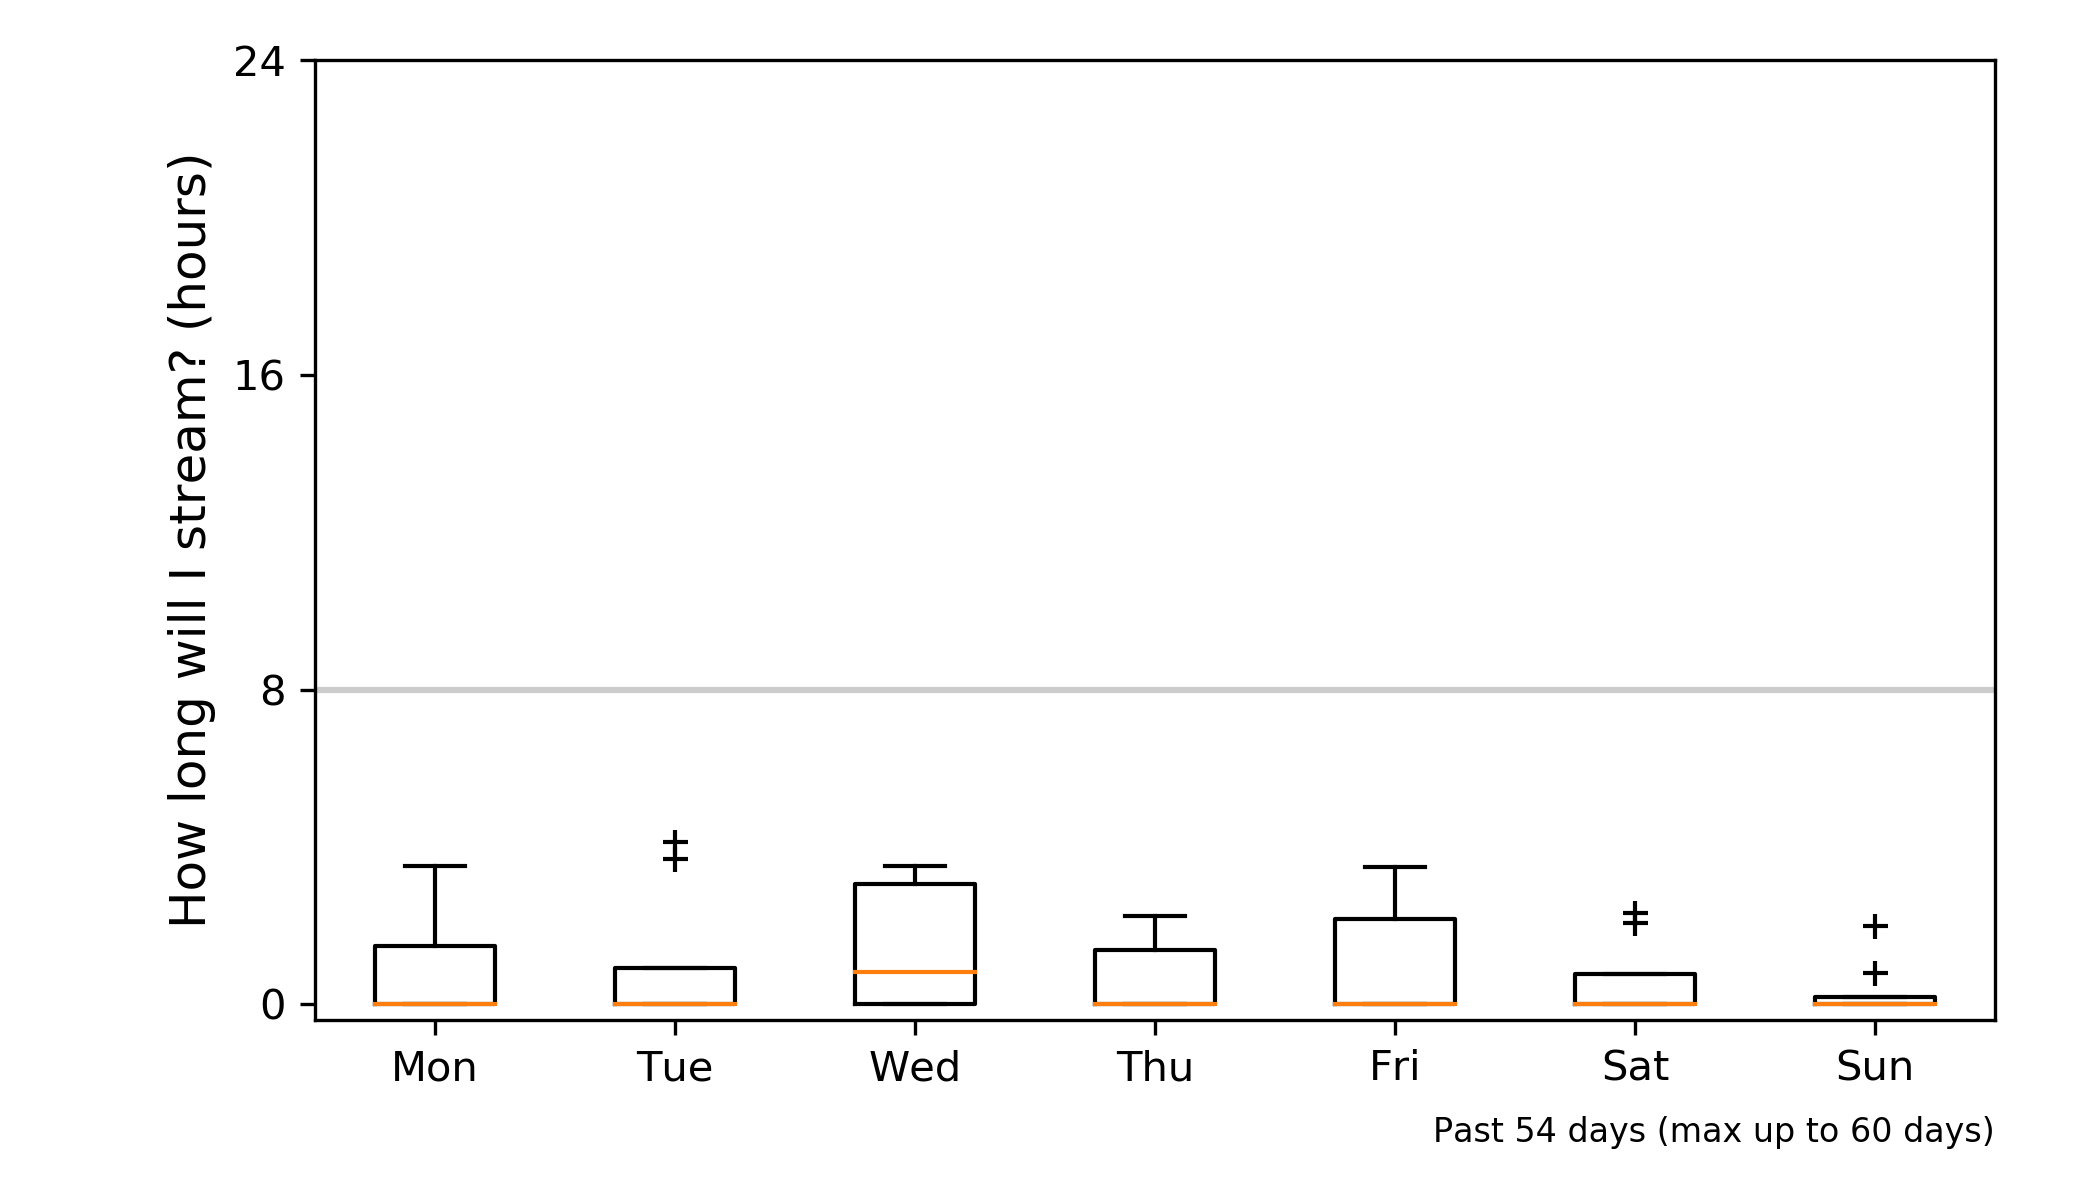 How long will I stream? (hours)
24
16
8
0
Mon Tue Wed Thu Fri Sat Sun
Past 54 days (max up to 60 days)